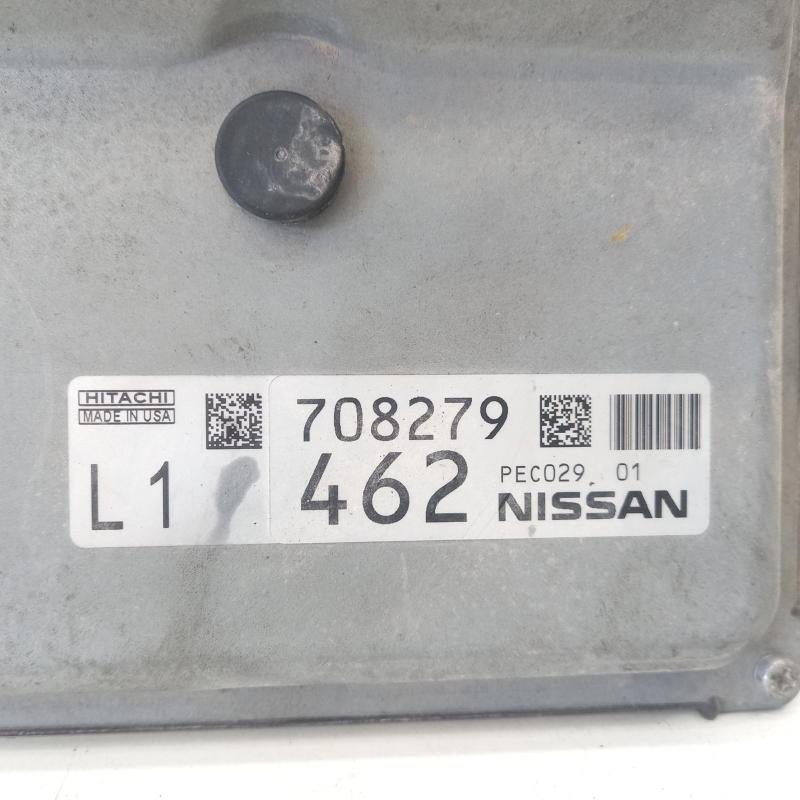 HITACHI
MADE IN USA
L1
708279
462
PEC029 01
NISSAN